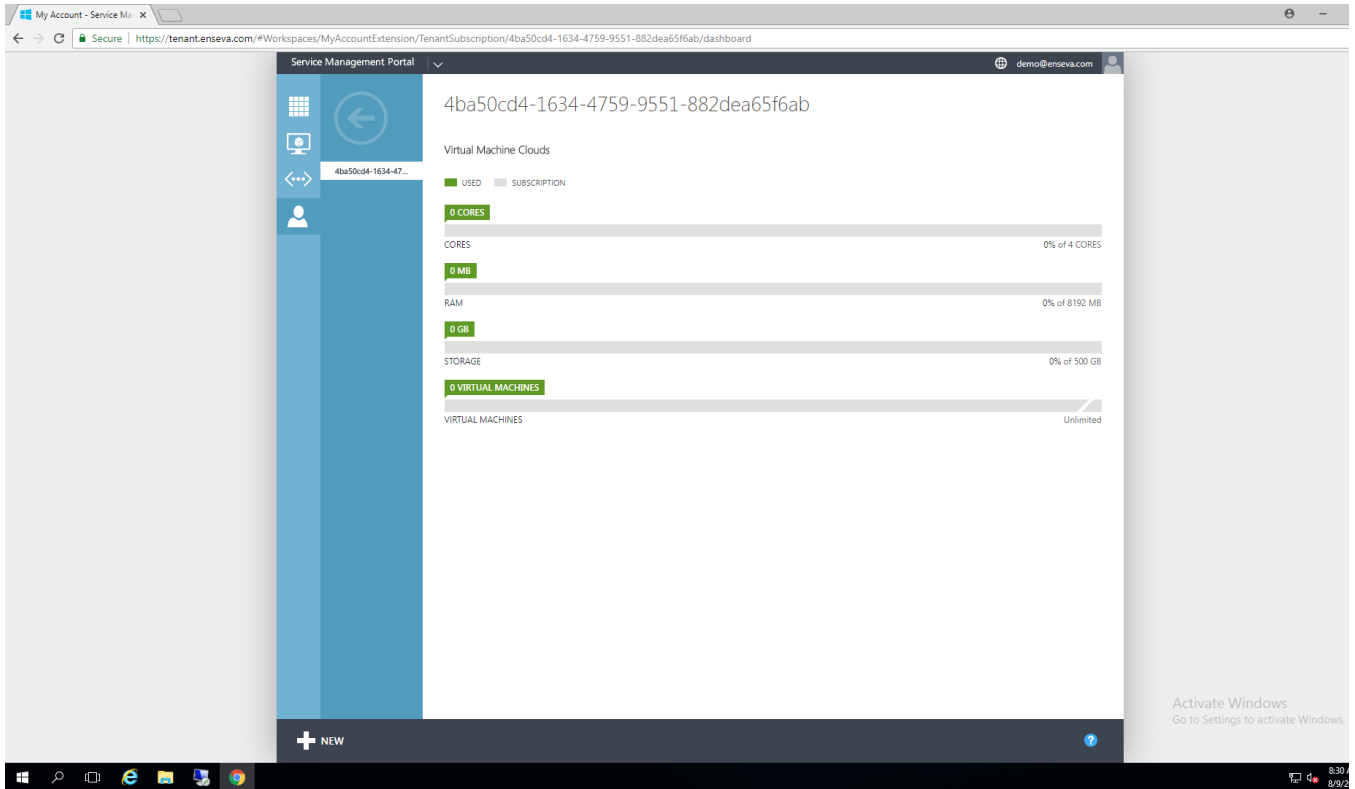 My Account - Service Ma
Secure | https://tenant.enseva.com/#Workspaces/MyAccountExtension/TenantSubscription/4ba50cd4-1634-4759-9551-882dea65f6ab/dashboard
Service Management Portal
demo@enseva.com
4ba50cd4-1634-47...
4ba50cd4-1634-4759-9551-882dea65f6ab
Virtual Machine Clouds
USED SUBSCRIPTION
0 CORES
CORES 0% of 4 CORES
0 MB
RAM 0% of 8192 MB
0 GB
STORAGE 0% of 500 GB
0 VIRTUAL MACHINES
VIRTUAL MACHINES Unlimited
Activate Windows
Go to Settings to activate Windows.
NEW
?
8:30 A
8/9/2